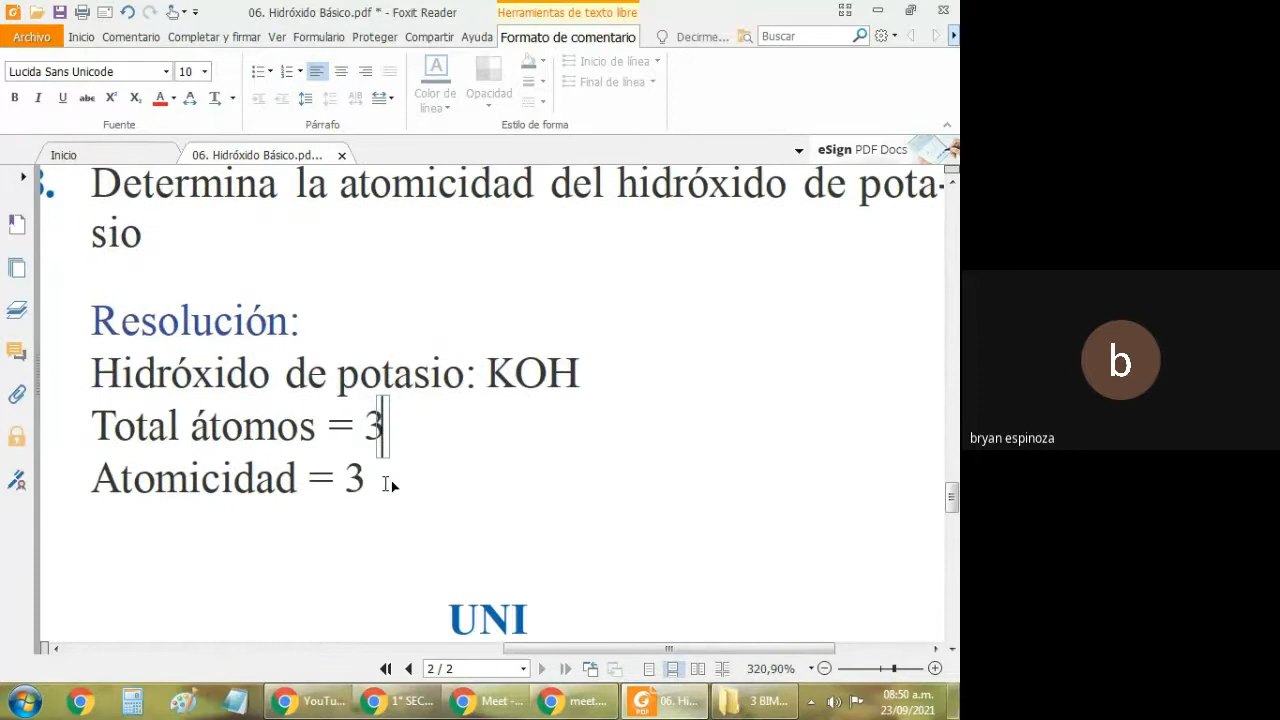 06. Hidróxido Básico.pdf * - Foxit Reader
Herramientas de texto libre
Archivo Inicio Comentario Completar y firmar Ver Formulario Proteger Compartir Ayuda Formato de comentario Decirme... Buscar
Lucida Sans Unicode 10
Color de línea Opacidad
Inicio de línea
Final de línea
Fuente Párrafo Estilo de forma
Inicio 06. Hidróxido Básico.pd... eSign PDF Docs
3. Determina la atomicidad del hidróxido de pota-
sio
Resolución:
Hidróxido de potasio: KOH
Total átomos = 3
Atomicidad = 3
UNI
b
bryan espinoza
2 / 2 320,90%
YouTu... 1° SEC... Meet -... meet.... 06. Hi... 3 BIM... 08:50 a.m.
23/09/2021